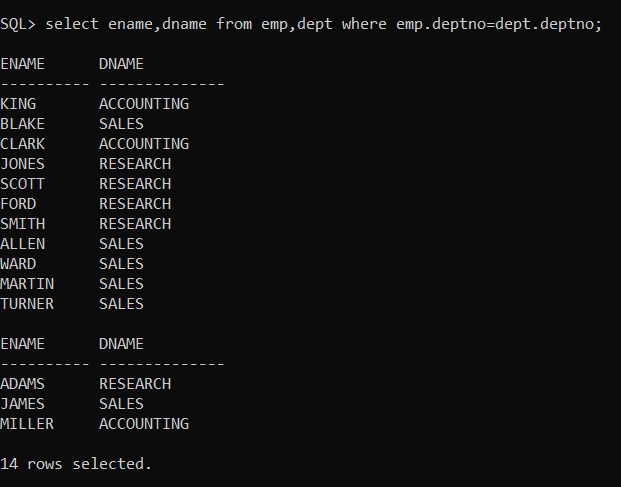 SQL> select ename,dname from emp,dept where emp.deptno=dept.deptno;
ENAME      DNAME
---------- --------------
KING       ACCOUNTING
BLAKE      SALES
CLARK      ACCOUNTING
JONES      RESEARCH
SCOTT      RESEARCH
FORD       RESEARCH
SMITH      RESEARCH
ALLEN      SALES
WARD       SALES
MARTIN     SALES
TURNER     SALES
ENAME      DNAME
---------- --------------
ADAMS      RESEARCH
JAMES      SALES
MILLER     ACCOUNTING
14 rows selected.